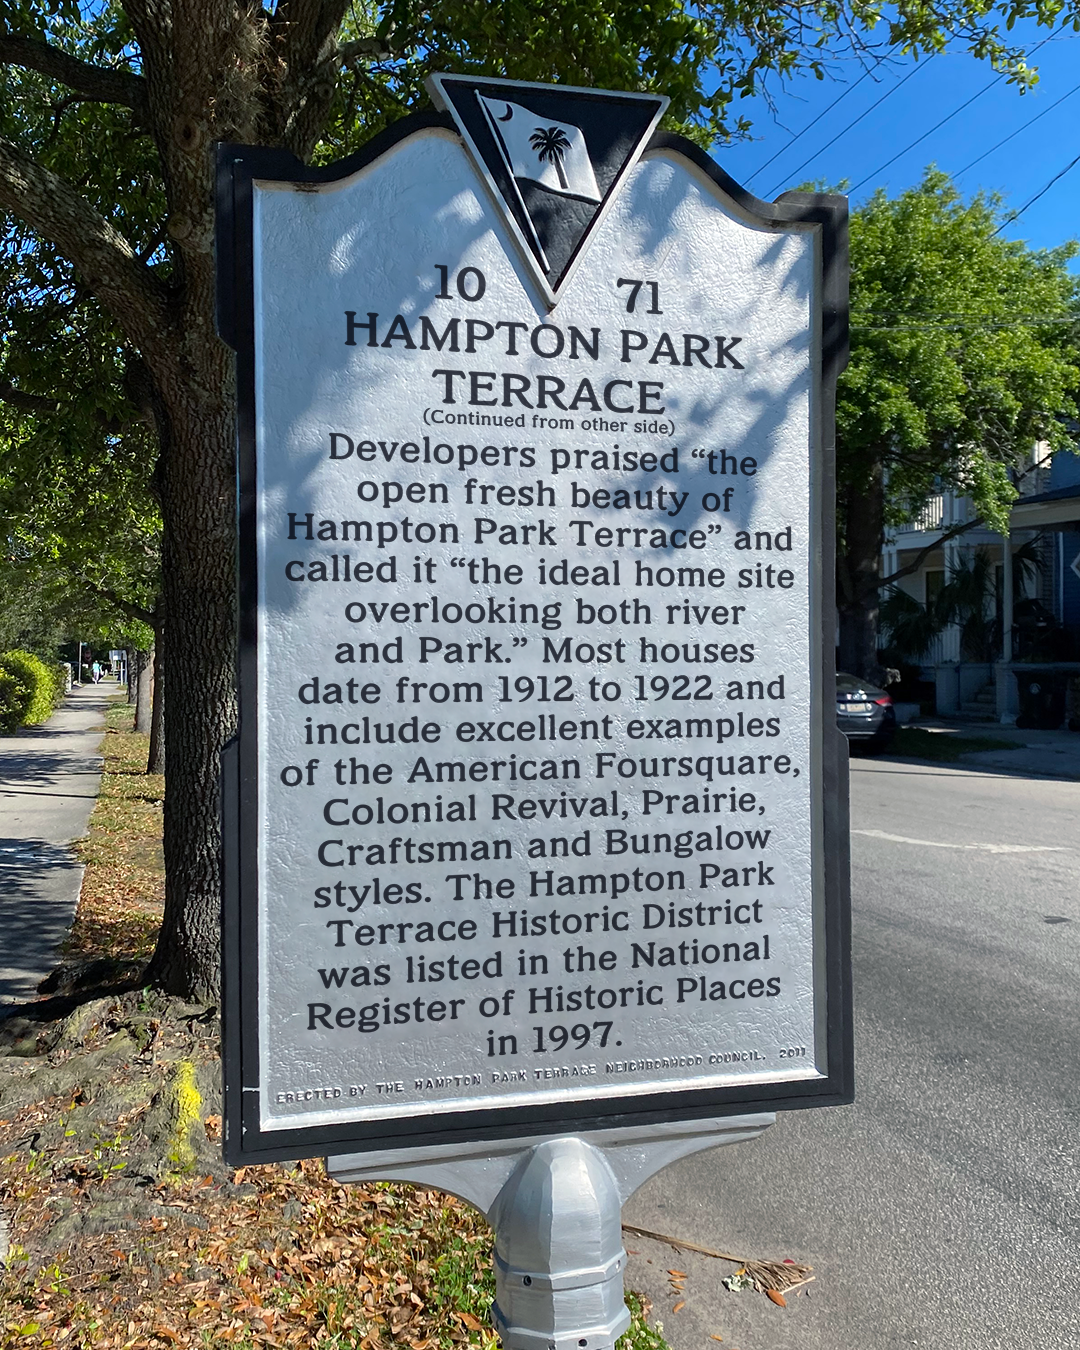 10 71
HAMPTON PARK
TERRACE
(Continued from other side)
Developers praised “the
open fresh beauty of
Hampton Park Terrace” and
called it “the ideal home site
overlooking both river
and Park.” Most houses
date from 1912 to 1922 and
include excellent examples
of the American Foursquare,
Colonial Revival, Prairie,
Craftsman and Bungalow
styles. The Hampton Park
Terrace Historic District
was listed in the National
Register of Historic Places
in 1997.
ERECTED BY THE HAMPTON PARK TERRACE NEIGHBORHOOD COUNCIL. 2011